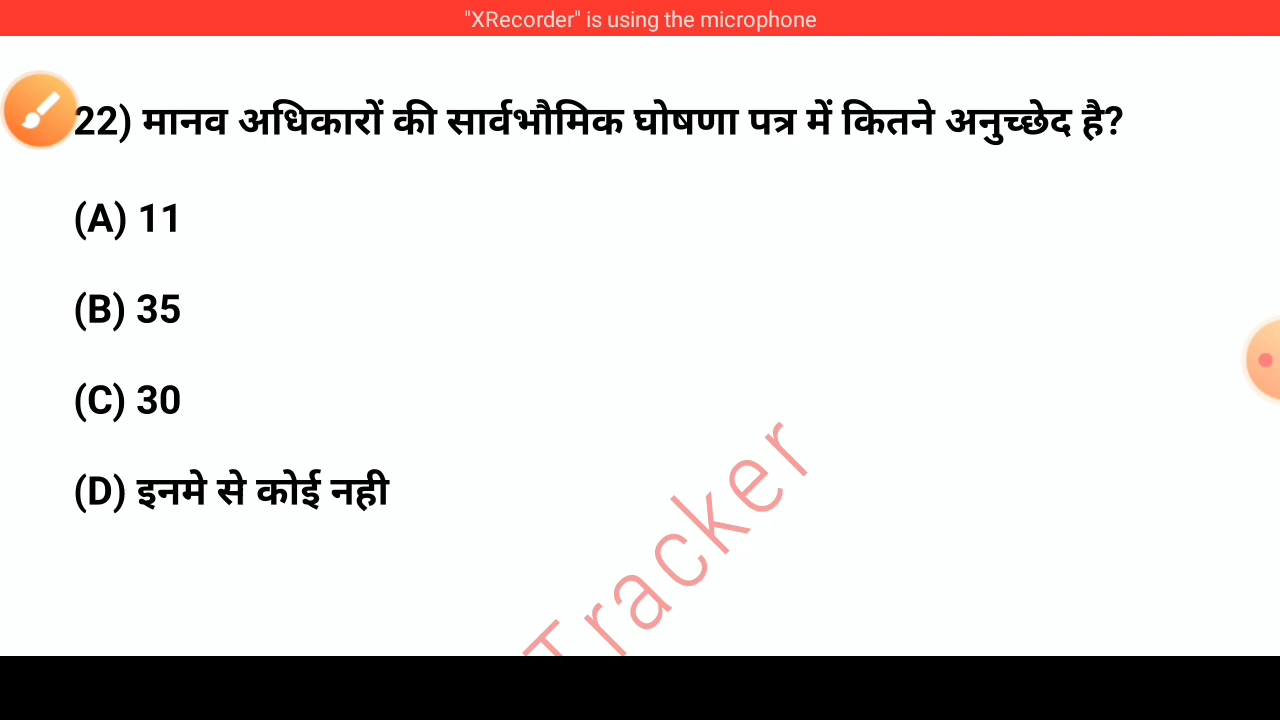 "XRecorder" is using the microphone
22) मानव अधिकारों की सार्वभौमिक घोषणा पत्र में कितने अनुच्छेद है?
(A) 11
(B) 35
(C) 30
(D) इनमे से कोई नही
Tracker